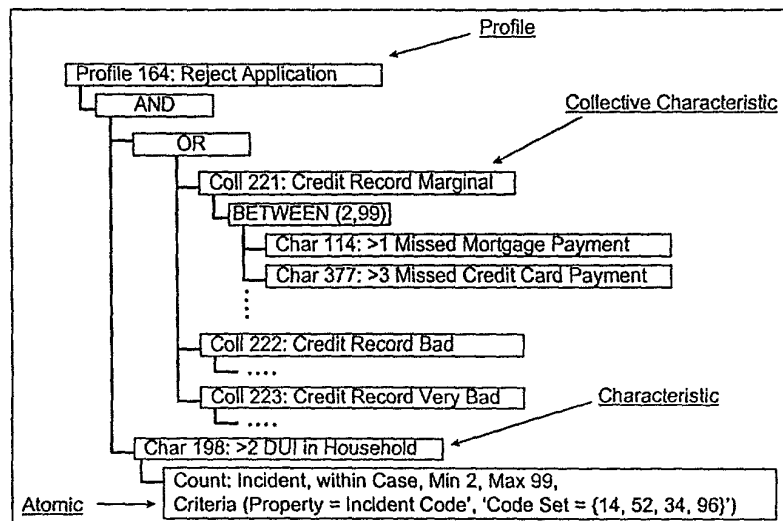 Profile
Profile 164: Reject Application
AND
Collective Characteristic
OR
Coll 221: Credit Record Marginal
BETWEEN (2,99)
Char 114: >1 Missed Mortgage Payment
Char 377: >3 Missed Credit Card Payment
Coll 222: Credit Record Bad
....
Coll 223: Credit Record Very Bad
....
Characteristic
Char 198: >2 DUI in Household
Count: Incident, within Case, Min 2, Max 99,
Atomic
Criteria (Property = Incident Code', 'Code Set = {14, 52, 34, 96}')